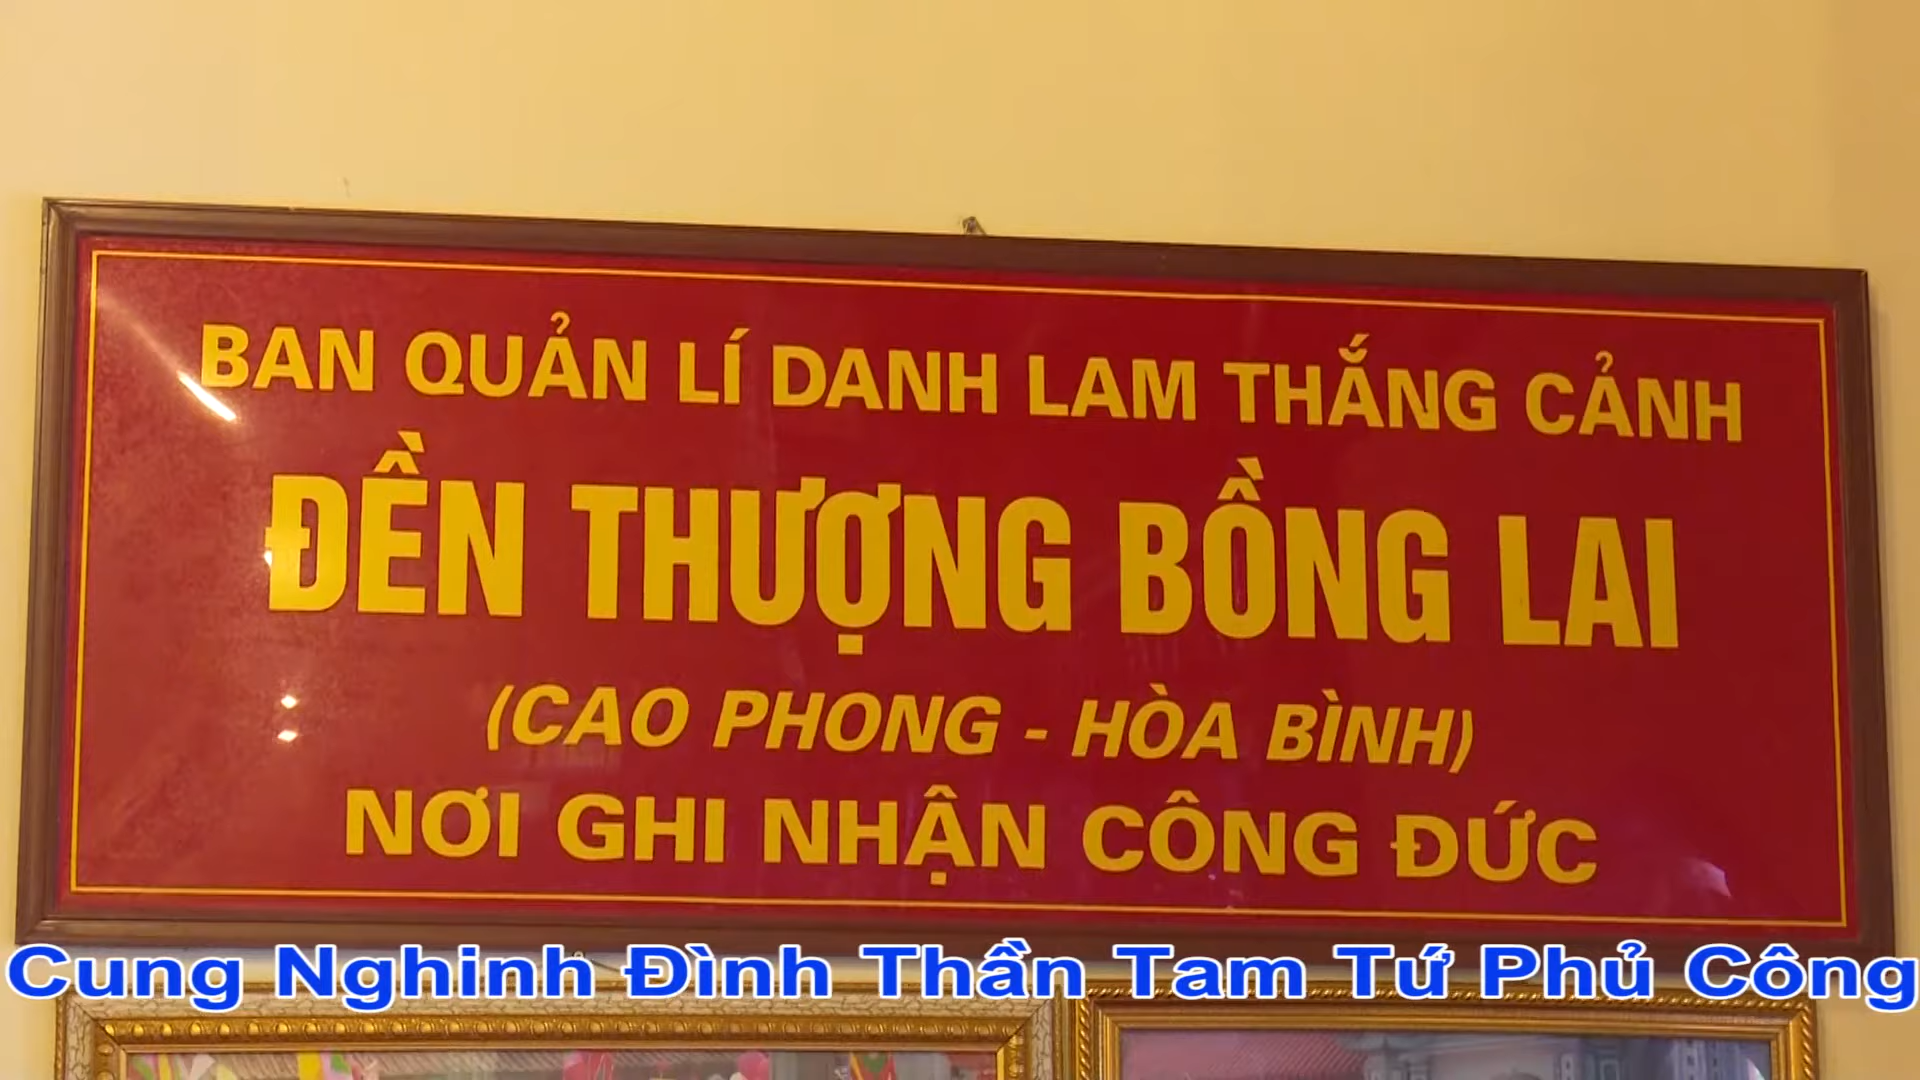 BAN QUẢN LÍ DANH LAM THẮNG CẢNH
ĐỀN THƯỢNG BỒNG LAI
(CAO PHONG - HÒA BÌNH)
NƠI GHI NHẬN CÔNG ĐỨC
Cung Nghinh Đình Thần Tam Tứ Phủ Công